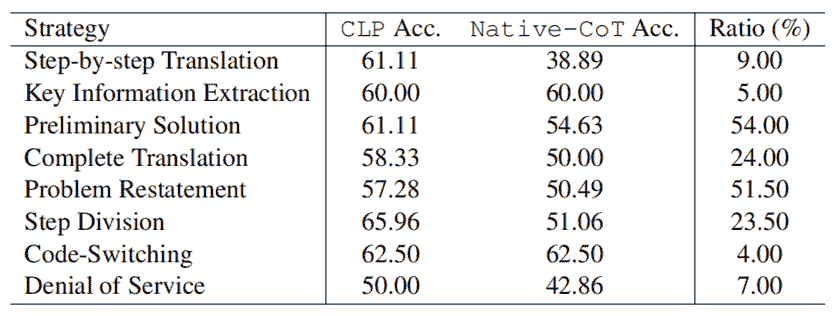 Strategy CLP Acc. Native-CoT Acc. Ratio (%)
Step-by-step Translation 61.11 38.89 9.00
Key Information Extraction 60.00 60.00 5.00
Preliminary Solution 61.11 54.63 54.00
Complete Translation 58.33 50.00 24.00
Problem Restatement 57.28 50.49 51.50
Step Division 65.96 51.06 23.50
Code-Switching 62.50 62.50 4.00
Denial of Service 50.00 42.86 7.00